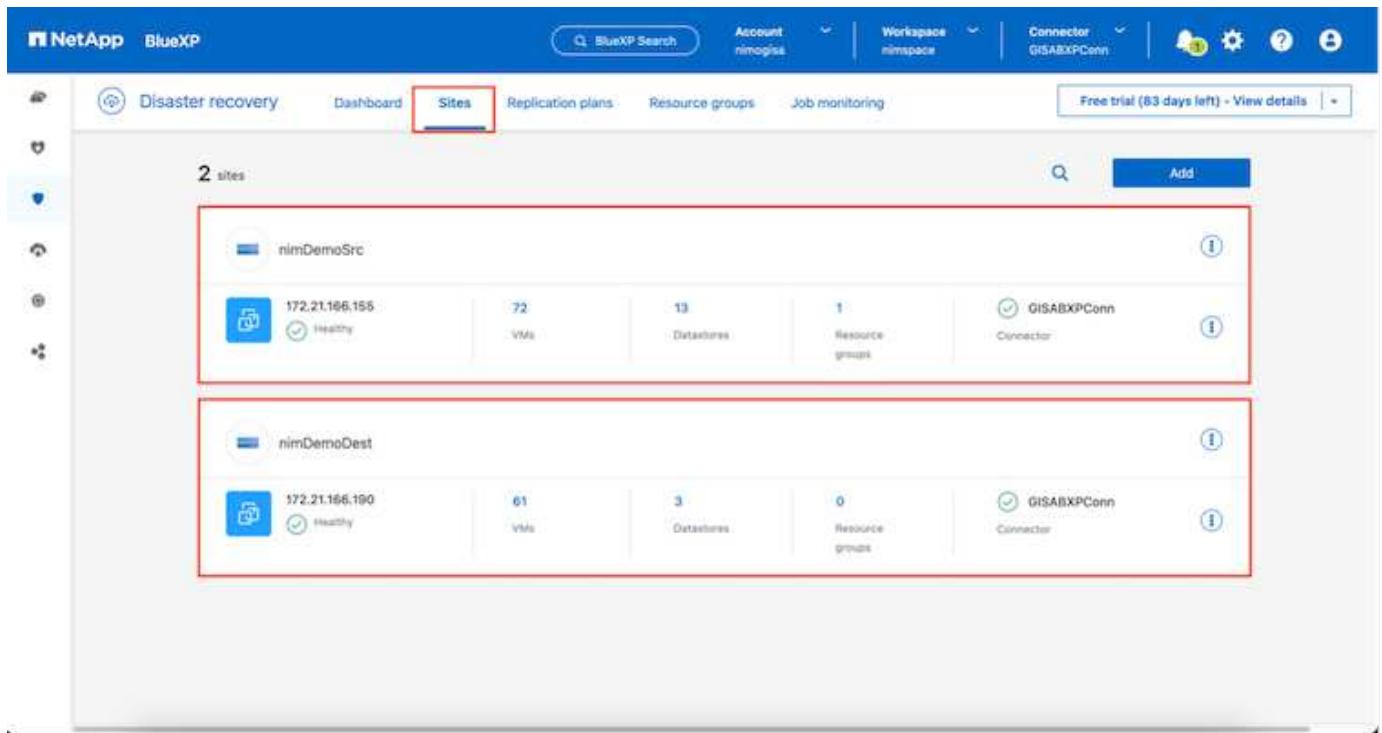 NetApp BlueXP BlueXP Search Account Workspace Connector
nimogisa nimspace GISABXPConn
1
Disaster recovery Dashboard Sites Replication plans Resource groups Job monitoring Free trial (83 days left) - View details
2 sites Add
nimDemoSrc
172.21.166.155 72 13 1 GISABXPConn
Healthy VMs Datastores Resource Connector
groups
nimDemoDest
172.21.166.190 61 3 0 GISABXPConn
Healthy VMs Datastores Resource Connector
groups